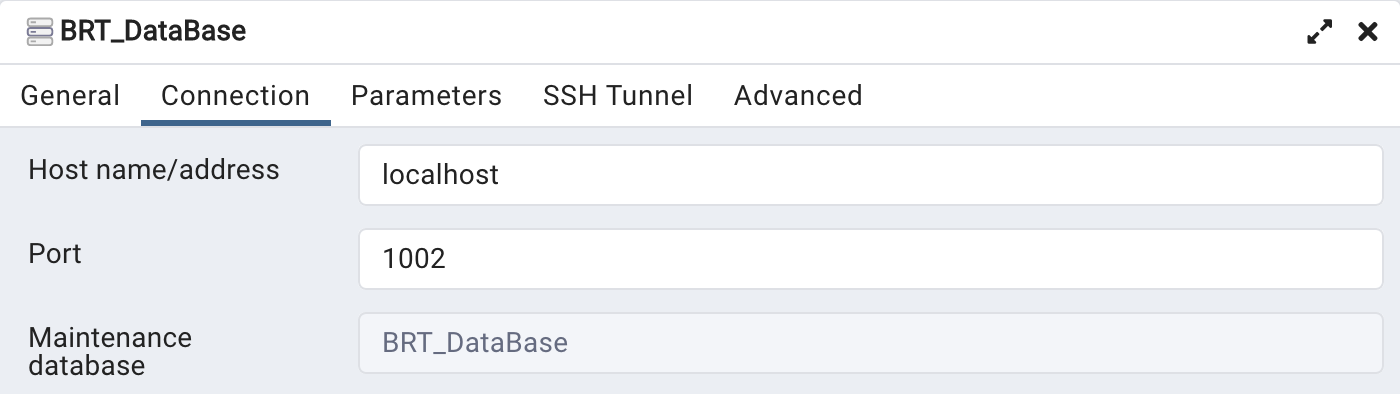 BRT_DataBase
General Connection Parameters SSH Tunnel Advanced
Host name/address localhost
Port 1002
Maintenance
database BRT_DataBase